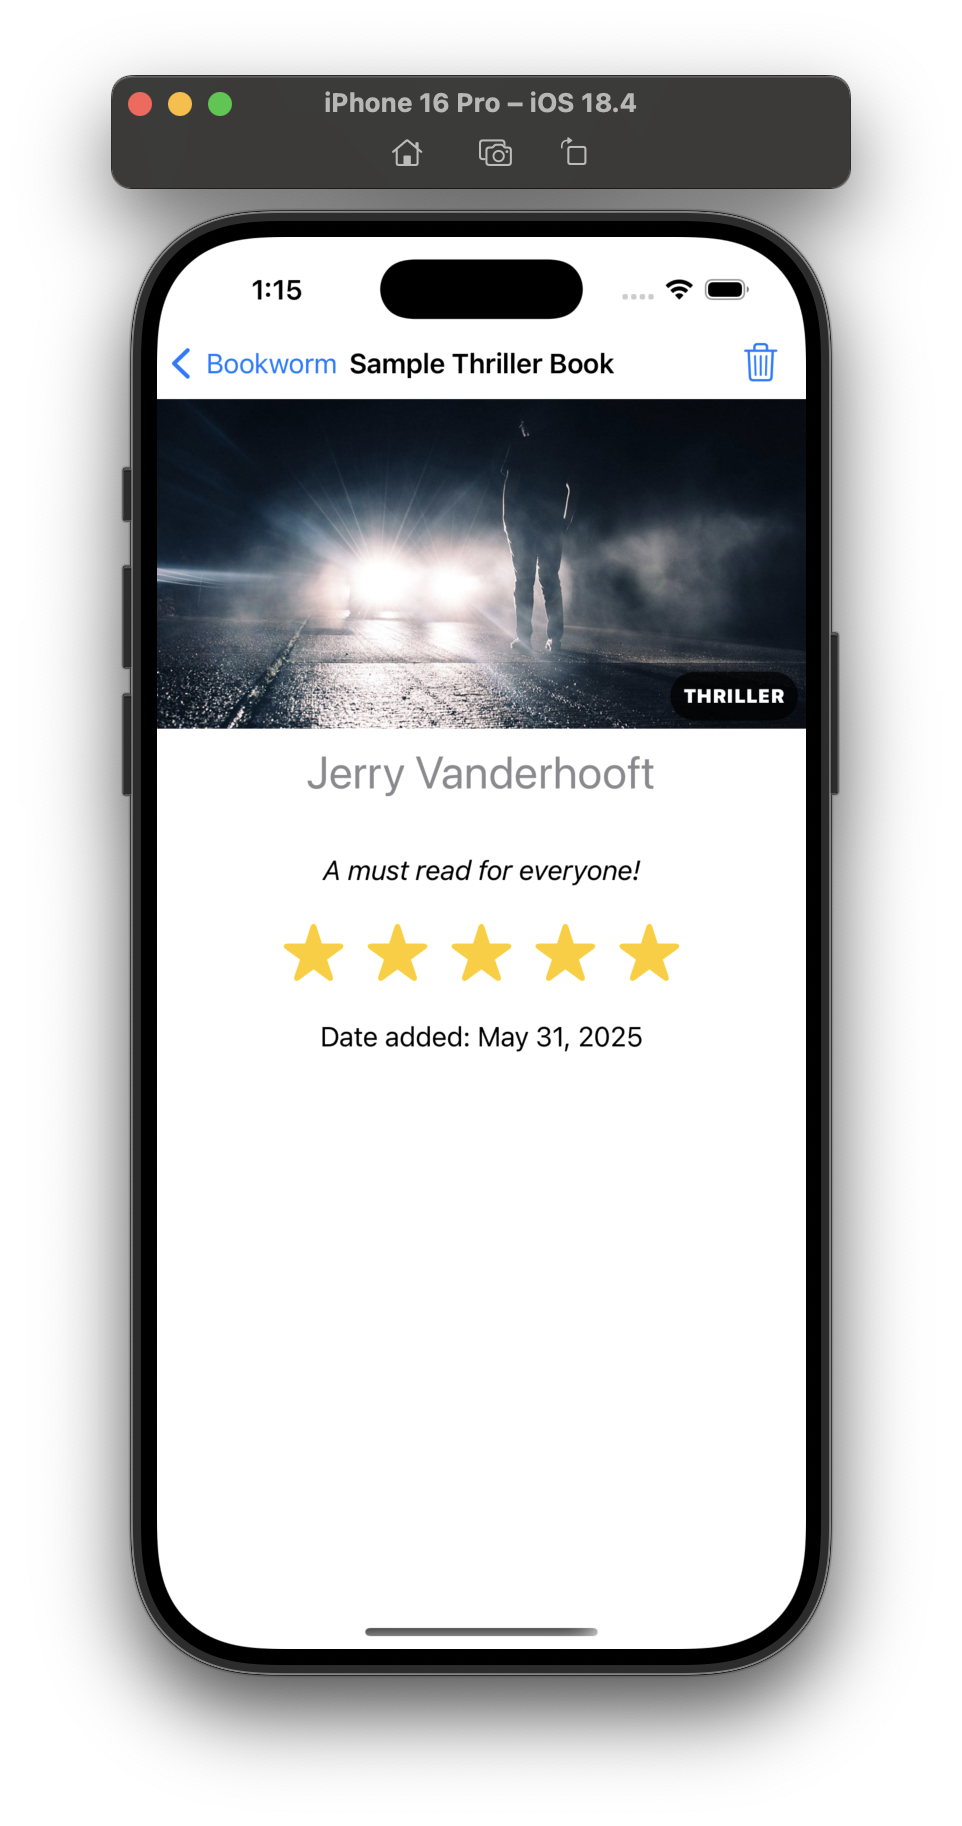 iPhone 16 Pro – iOS 18.4
1:15
Bookworm Sample Thriller Book
THRILLER
Jerry Vanderhooft
A must read for everyone!
Date added: May 31, 2025